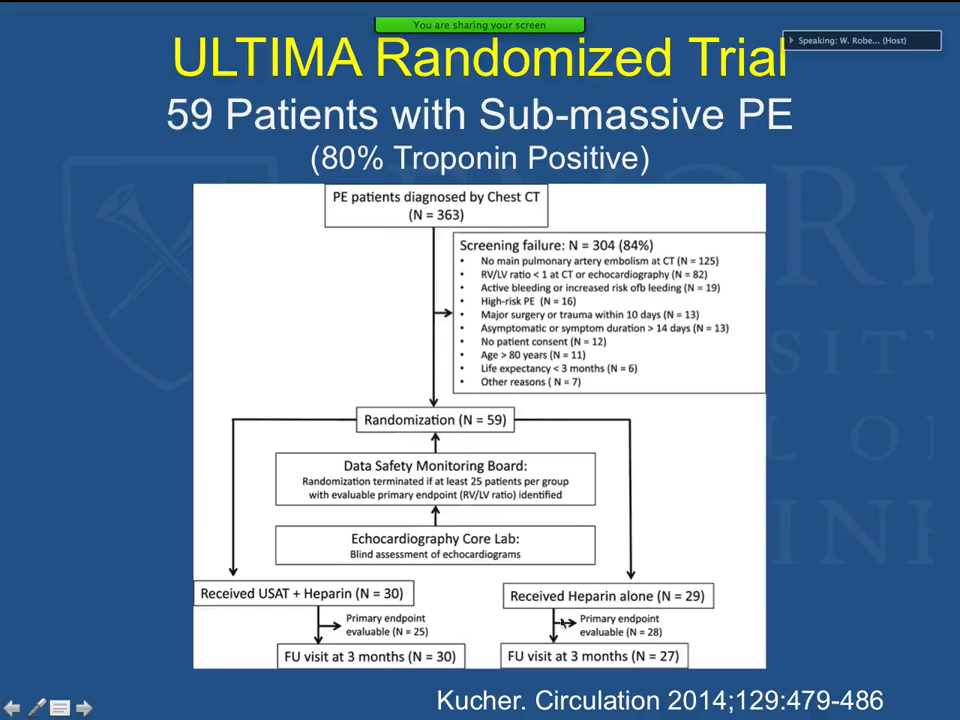 You are sharing your screen
Speaking: W. Robe... (Host)
ULTIMA Randomized Trial
59 Patients with Sub-massive PE
(80% Troponin Positive)
PE patients diagnosed by Chest CT
(N = 363)
Screening failure: N = 304 (84%)
• No main pulmonary artery embolism at CT (N = 125)
• RV/LV ratio < 1 at CT or echocardiography (N = 82)
• Active bleeding or increased risk ofb leeding (N = 19)
• High-risk PE (N = 16)
• Major surgery or trauma within 10 days (N = 13)
• Asymptomatic or symptom duration > 14 days (N = 13)
• No patient consent (N = 12)
• Age > 80 years (N = 11)
• Life expectancy < 3 months (N = 6)
• Other reasons ( N = 7)
Randomization (N = 59)
Data Safety Monitoring Board:
Randomization terminated if at least 25 patients per group
with evaluable primary endpoint (RV/LV ratio) identified
Echocardiography Core Lab:
Blind assessment of echocardiograms
Received USAT + Heparin (N = 30)
Primary endpoint
evaluable (N = 25)
FU visit at 3 months (N = 30)
Received Heparin alone (N = 29)
Primary endpoint
evaluable (N = 28)
FU visit at 3 months (N = 27)
Kucher. Circulation 2014;129:479-486